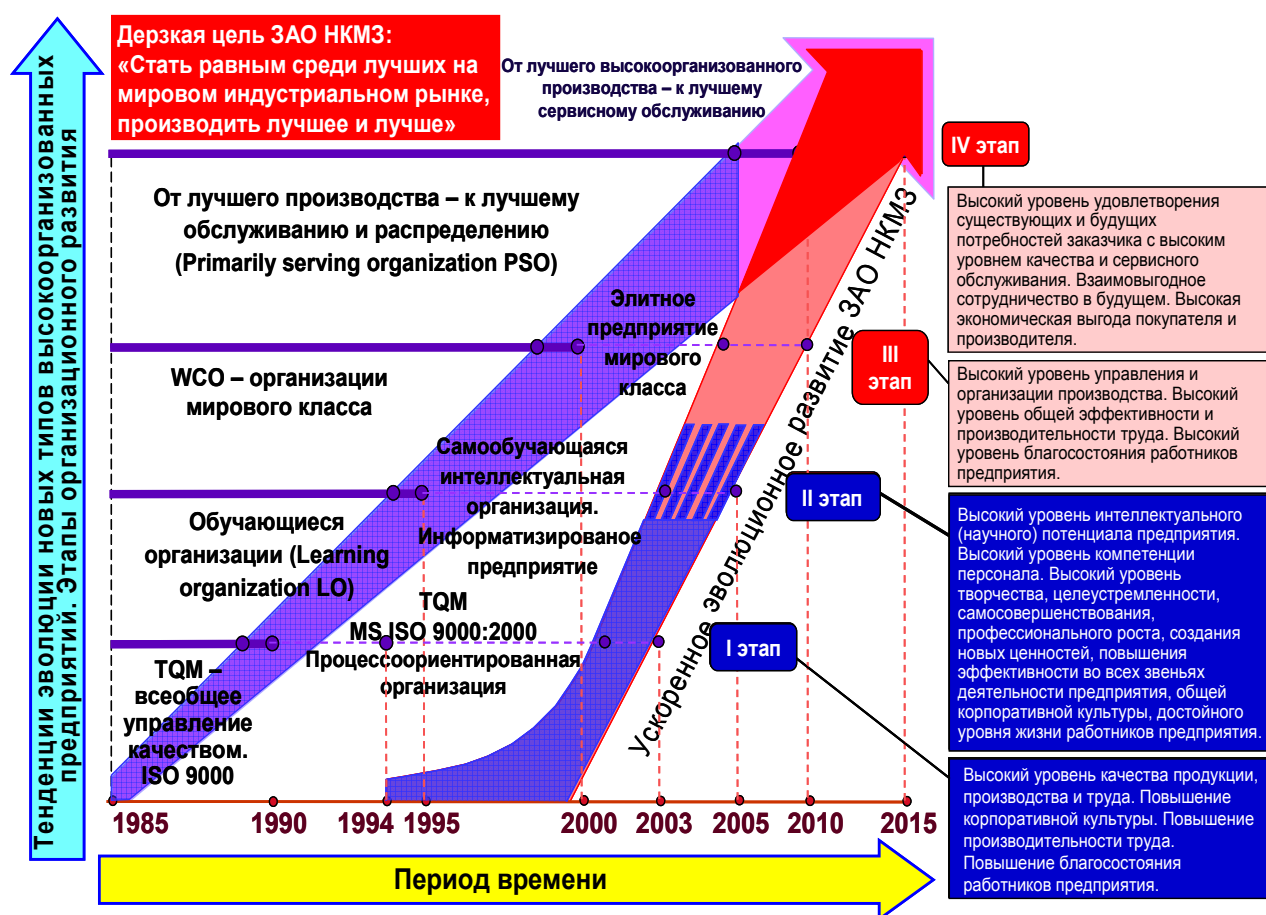 Тенденции эволюции новых типов высокоорганизованных
предприятий. Этапы организационного развития
Дерзкая цель ЗАО НКМЗ:
«Стать равным среди лучших на
мировом индустриальном рынке,
производить лучшее и лучше»
От лучшего высокоорганизованного
производства – к лучшему
сервисному обслуживанию
От лучшего производства – к лучшему
обслуживанию и распределению
(Primarily serving organization PSO)
Элитное
предприятие
мирового
класса
WCO – организации
мирового класса
Самообучающаяся
интеллектуальная
организация.
Информатизированое
предприятие
Обучающиеся
организации (Learning
organization LO)
TQM
MS ISO 9000:2000
Процессоориентированная
организация
TQM –
всеобщее
управление
качеством.
ISO 9000
Ускоренное эволюционное развитие ЗАО НКМЗ
IV этап
Высокий уровень удовлетворения
существующих и будущих
потребностей заказчика с высоким
уровнем качества и сервисного
обслуживания. Взаимовыгодное
сотрудничество в будущем. Высокая
экономическая выгода покупателя и
производителя.
III
этап
Высокий уровень управления и
организации производства. Высокий
уровень общей эффективности и
производительности труда. Высокий
уровень благосостояния работников
предприятия.
II этап
Высокий уровень интеллектуального
(научного) потенциала предприятия.
Высокий уровень компетенции
персонала. Высокий уровень
творчества, целеустремленности,
самосовершенствования,
профессионального роста, создания
новых ценностей, повышения
эффективности во всех звеньях
деятельности предприятия, общей
корпоративной культуры, достойного
уровня жизни работников предприятия.
I этап
Высокий уровень качества продукции,
производства и труда. Повышение
корпоративной культуры. Повышение
производительности труда.
Повышение благосостояния
работников предприятия.
1985 1990 1994 1995 2000 2003 2005 2010 2015
Период времени